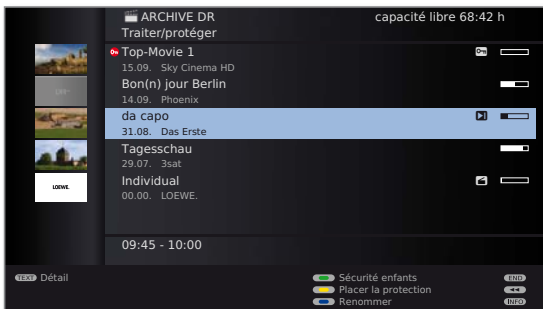 ARCHIVE DR capacité libre 68:42 h
Traiter/protéger
Top-Movie 1
15.09. Sky Cinema HD
Bon(n) jour Berlin
14.09. Phoenix
da capo
31.08. Das Erste
Tagesschau
29.07. 3sat
Individual
00.00. LOEWE.
LOEWE.
09:45 - 10:00
TEXT Détail
Sécurité enfants END
Placer la protection
Renommer INFO